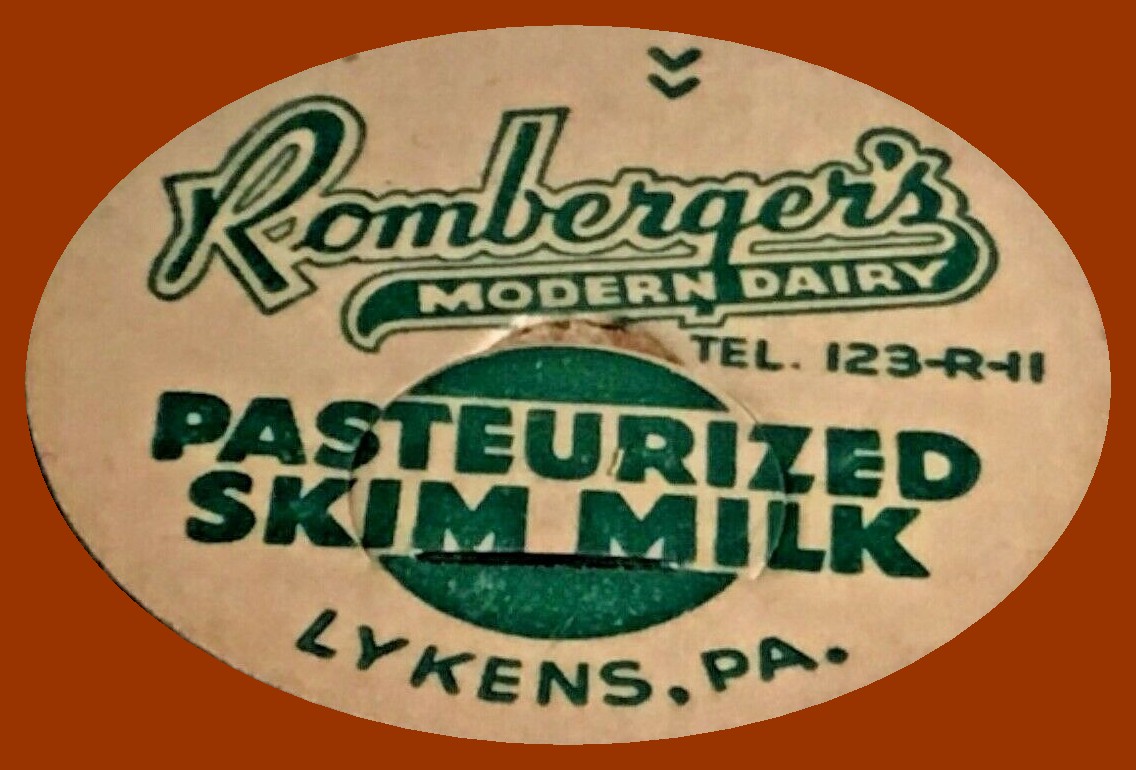 Romberger's
MODERN DAIRY
TEL. 123-R-11
PASTEURIZED
SKIM MILK
LYKENS, PA.